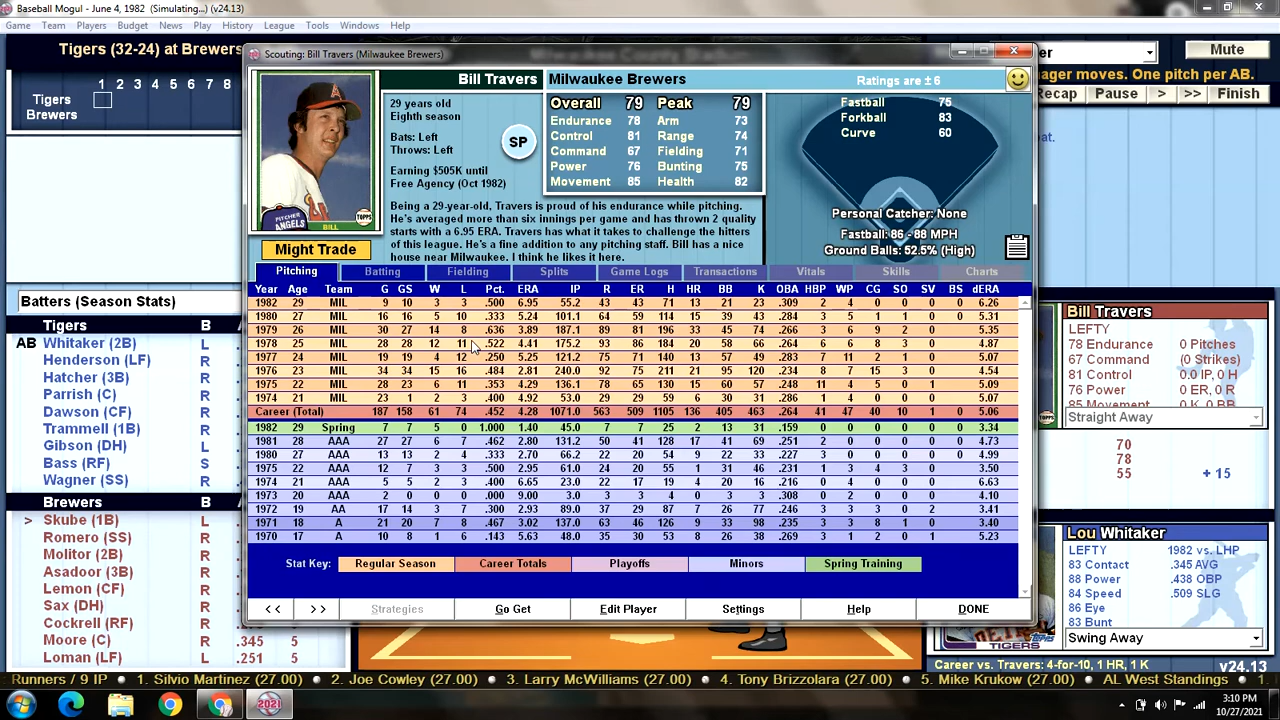 Baseball Mogul - June 4, 1982 (Simulating...) (v24.13)
Game Team Players Budget News Play History League Tools Windows Help
Tigers (32-24) at Brewers
1 2 3 4 5 6 7 8
Tigers
Brewers
Mute
ager moves. One pitch per AB.
Recap Pause > >> Finish
Scouting: Bill Travers (Milwaukee Brewers)
Bill Travers
Milwaukee Brewers
Ratings are ± 6
29 years old
Eighth season
Bats: Left
Throws: Left
Earning $505K until
Free Agency (Oct 1982)
SP
Overall 79 Peak 79
Endurance 78 Arm 73
Control 81 Range 74
Command 67 Fielding 71
Power 76 Bunting 75
Movement 85 Health 82
Fastball 75
Forkball 83
Curve 60
Personal Catcher: None
Fastball: 86 - 88 MPH
Ground Balls: 52.5% (High)
PITCHER ANGELS
BILL
TOPPS
Might Trade
Being a 29-year-old, Travers is proud of his endurance while pitching.
He's averaged more than six innings per game and has thrown 2 quality
starts with a 6.95 ERA. Travers has what it takes to challenge the hitters
of this league. He's a fine addition to any pitching staff. Bill has a nice
house near Milwaukee. I think he likes it here.
Pitching Batting Fielding Splits Game Logs Transactions Vitals Skills Charts
Year Age Team G GS W L Pct. ERA IP R ER H HR BB K OBA HBP WP CG SO SV BS dERA
1982 29 MIL 9 10 3 3 .500 6.95 55.2 43 43 71 13 21 23 .309 2 4 0 0 0 0 6.26
1980 27 MIL 16 16 5 10 .333 5.24 101.1 64 59 114 15 39 43 .284 3 5 1 1 0 0 5.31
1979 26 MIL 30 27 14 8 .636 3.89 187.1 89 81 196 33 45 74 .266 3 6 9 2 0 0 5.35
1978 25 MIL 28 28 12 11 .522 4.41 175.2 93 86 184 20 58 66 .264 6 6 8 3 0 0 4.87
1977 24 MIL 19 19 4 12 .250 5.25 121.2 75 71 140 13 57 49 .283 7 11 2 1 0 0 5.07
1976 23 MIL 34 34 15 16 .484 2.81 240.0 92 75 211 21 95 120 .234 8 7 15 3 0 0 4.54
1975 22 MIL 28 23 6 11 .353 4.29 136.1 78 65 130 15 60 57 .248 11 4 5 0 1 0 5.09
1974 21 MIL 23 1 2 3 .400 4.92 53.0 29 29 53 6 30 31 .257 1 4 0 0 0 0 5.07
Career (Total) 187 158 61 74 .452 4.28 1071.0 563 509 1105 136 405 463 .264 41 47 40 10 1 0 5.06
1982 29 Spring 7 7 5 0 1.000 1.40 45.0 7 7 25 2 13 31 .159 0 0 0 0 0 0 3.34
1981 28 AAA 27 27 6 7 .462 2.80 131.2 50 41 128 17 41 69 .251 2 0 2 0 0 0 4.73
1980 27 AAA 13 13 2 4 .333 2.70 66.2 22 20 54 9 22 33 .227 3 0 0 0 0 0 4.99
1975 22 AAA 12 7 3 3 .500 2.95 61.0 24 20 55 1 31 46 .231 1 3 4 3 0 0 3.50
1974 21 AAA 5 5 2 3 .400 6.65 23.0 22 17 19 4 20 16 .216 0 4 0 0 0 0 6.98
1973 20 AAA 2 0 0 0 .000 9.00 3.0 3 3 4 0 3 3 .308 0 2 0 0 0 0 4.10
1972 19 AA 17 14 3 7 .300 2.93 89.0 37 29 87 7 26 77 .246 3 3 3 0 2 0 3.41
1971 18 A 21 20 7 8 .467 3.02 137.0 63 46 126 9 33 98 .235 3 3 8 1 0 0 3.40
1970 17 A 10 8 1 6 .143 5.63 48.0 35 30 53 8 26 38 .269 3 1 2 0 1 0 5.23
Stat Key: Regular Season Career Totals Playoffs Minors Spring Training
<< >> Strategies Go Get Edit Player Settings Help DONE
Batters (Season Stats)
Tigers B
AB Whitaker (2B) L
Henderson (LF) R
Hatcher (3B) R
Parrish (C) R
Dawson (CF) R
Trammell (1B) R
Gibson (DH) L
Bass (RF) S
Wagner (SS) R
Brewers B
> Skube (1B) L
Romero (SS) R
Molitor (2B) R
Asadoor (3B) R
Lemon (CF) R
Sax (DH) R
Cockrell (RF) R
Moore (C) R .345 5
Loman (LF) L .251 5
Bill Travers
LEFTY
78 Endurance 0 Pitches
67 Command (0 Strikes)
81 Control 0.0 IP, 0 H
76 Power 0 ER, 0 R
85 Movement 0 K, 0 BB
Straight Away
70
78
55 + 15
Lou Whitaker
LEFTY 1982 vs. LHP
83 Contact .345 AVG
88 Power .438 OBP
84 Speed .509 SLG
86 Eye
83 Bunt
TIGERS
Swing Away
Career vs. Travers: 4-for-10, 1 HR, 1 K
v24.13
Runners / 9 IP 1. Silvio Martinez (27.00) 2. Joe Cowley (27.00) 3. Larry McWilliams (27.00) 4. Tony Brizzolara (27.00) 5. Mike Krukow (27.00) AL West Standings 1.
2021
3:10 PM
10/27/2021